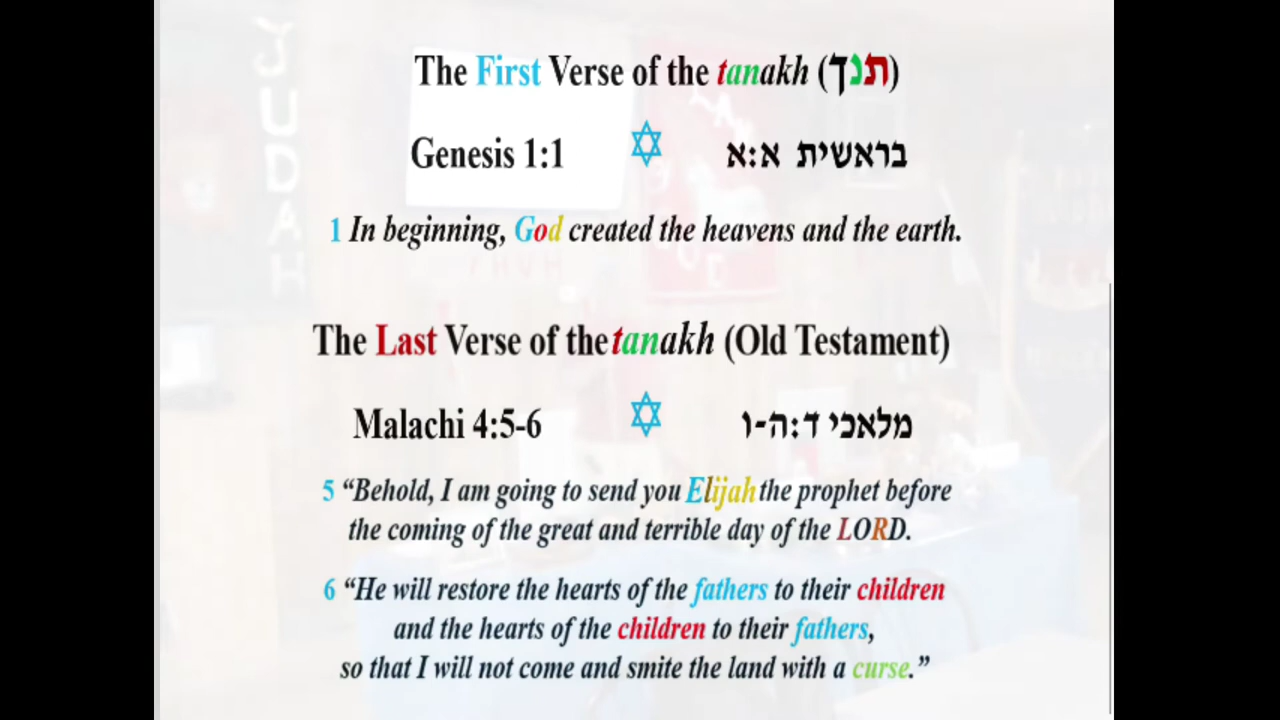 The First Verse of the tanakh (תנך)
Genesis 1:1 ✡ בראשית א:א
1 In beginning, God created the heavens and the earth.
The Last Verse of the tanakh (Old Testament)
Malachi 4:5-6 ✡ מלאכי ד:ה-ו
5 “Behold, I am going to send you Elijah the prophet before
the coming of the great and terrible day of the LORD.
6 “He will restore the hearts of the fathers to their children
and the hearts of the children to their fathers,
so that I will not come and smite the land with a curse.”
JUDAH